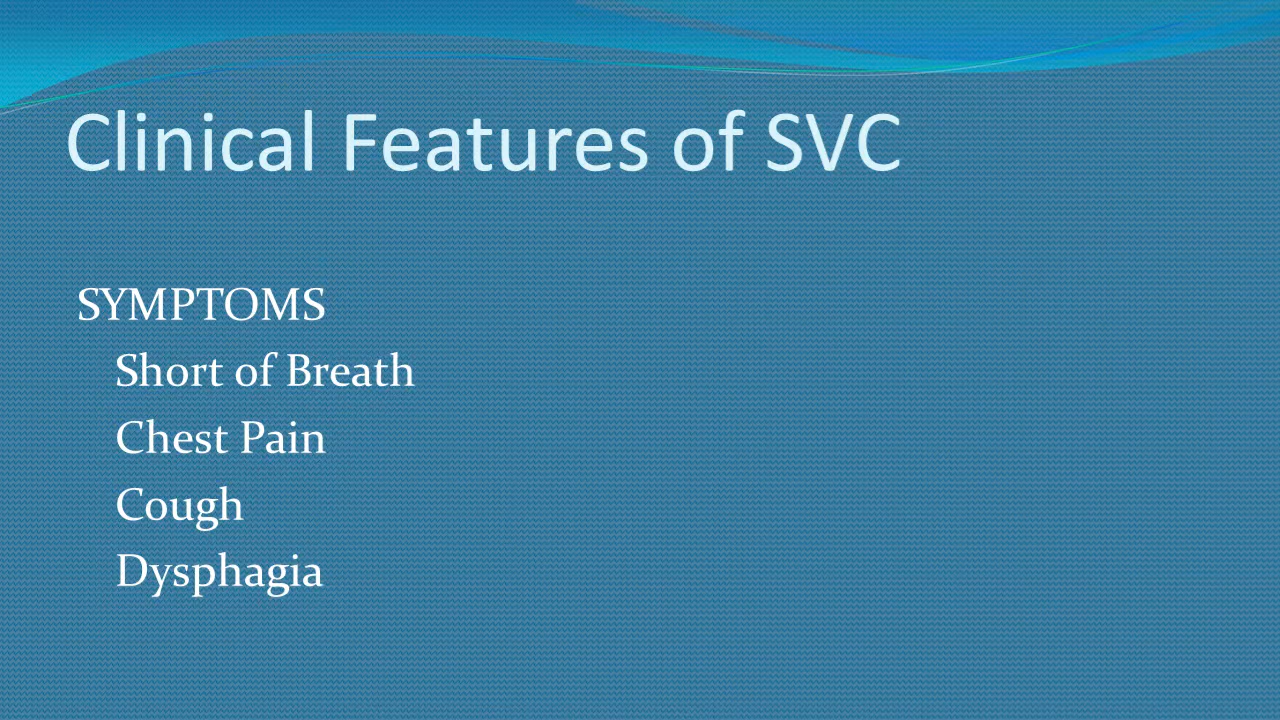 Clinical Features of SVC
SYMPTOMS
Short of Breath
Chest Pain
Cough
Dysphagia